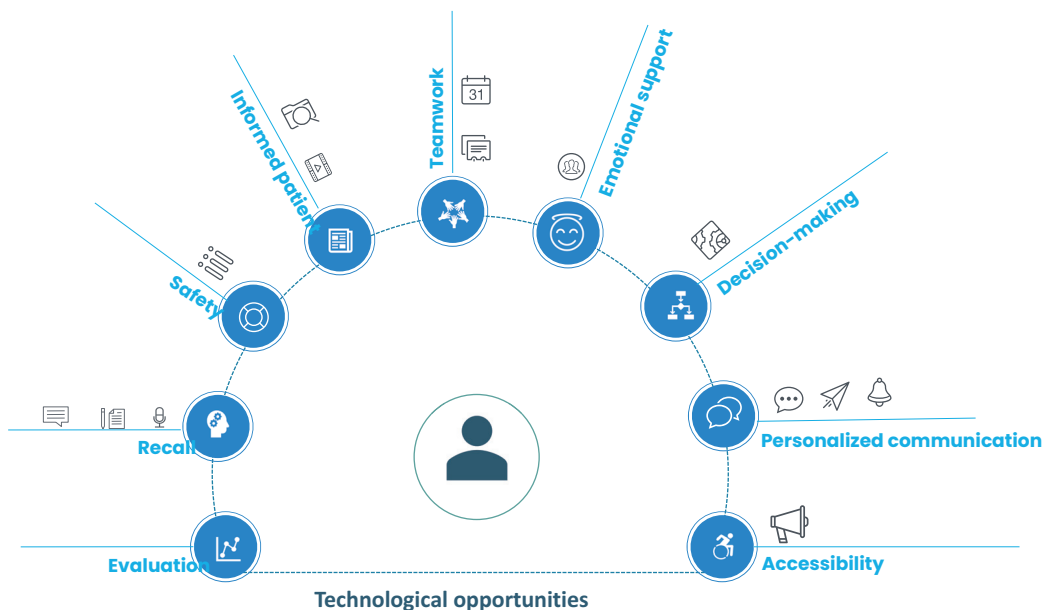 Teamwork
31
Emotional support
Informed patient
Decision-making
Safety
Recall
Personalized communication
Evaluation
Accessibility
Technological opportunities